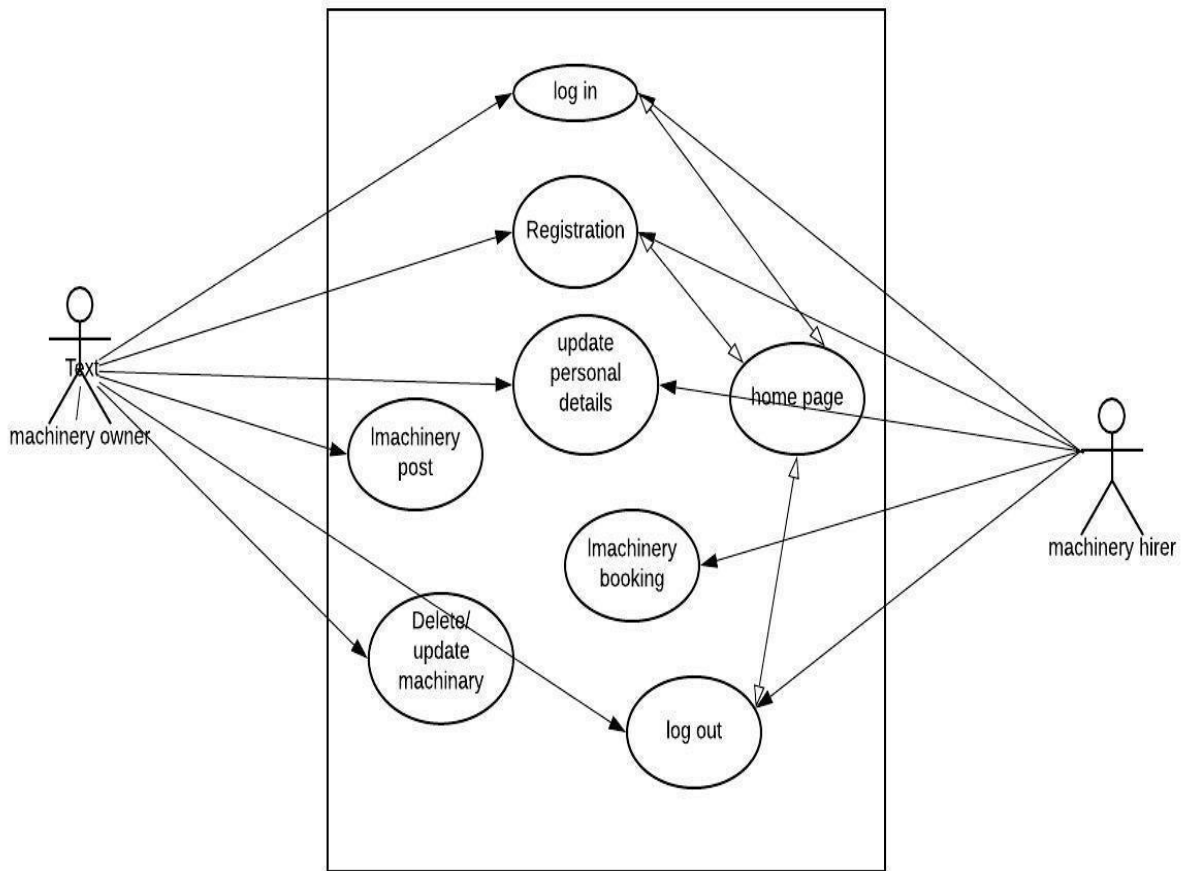 log in
Registration
update
personal
details
home page
Text
machinery owner
lmachinery
post
lmachinery
booking
machinery hirer
Delete/
update
machinary
log out